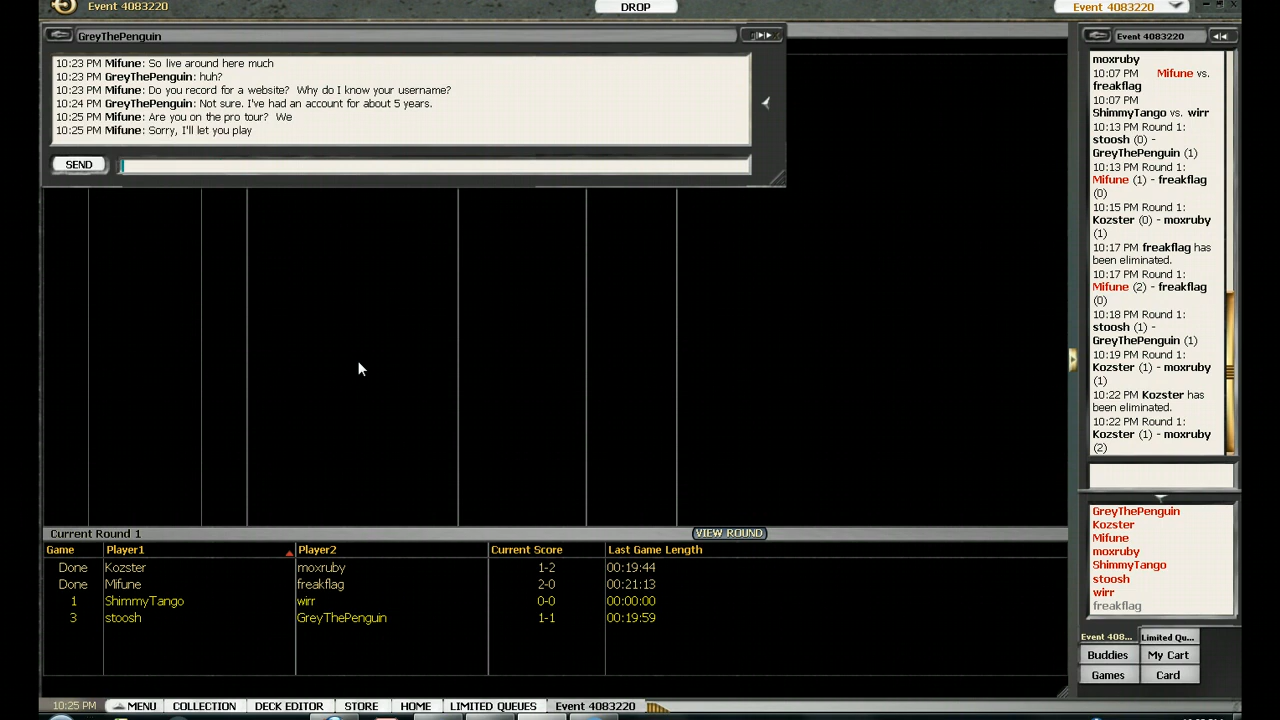 Event 4083220
DROP
Event 4083220
GreyThePenguin
10:23 PM Mifune: So live around here much
10:23 PM GreyThePenguin: huh?
10:23 PM Mifune: Do you record for a website? Why do I know your username?
10:24 PM GreyThePenguin: Not sure. I've had an account for about 5 years.
10:25 PM Mifune: Are you on the pro tour? We
10:25 PM Mifune: Sorry, I'll let you play
SEND
Event 4083220
moxruby
10:07 PM Mifune vs.
freakflag
10:07 PM
ShimmyTango vs. wirr
10:13 PM Round 1:
stoosh (0) -
GreyThePenguin (1)
10:13 PM Round 1:
Mifune (1) - freakflag
(0)
10:15 PM Round 1:
Kozster (0) - moxruby
(1)
10:17 PM freakflag has
been eliminated.
10:17 PM Round 1:
Mifune (2) - freakflag
(0)
10:18 PM Round 1:
stoosh (1) -
GreyThePenguin (1)
10:19 PM Round 1:
Kozster (1) - moxruby
(1)
10:22 PM Kozster has
been eliminated.
10:22 PM Round 1:
Kozster (1) - moxruby
(2)
Current Round 1
VIEW ROUND
Game Player1 Player2 Current Score Last Game Length
Done Kozster moxruby 1-2 00:19:44
Done Mifune freakflag 2-0 00:21:13
1 ShimmyTango wirr 0-0 00:00:00
3 stoosh GreyThePenguin 1-1 00:19:59
GreyThePenguin
Kozster
Mifune
moxruby
ShimmyTango
stoosh
wirr
freakflag
Event 408... Limited Qu...
Buddies My Cart
Games Card
10:25 PM MENU COLLECTION DECK EDITOR STORE HOME LIMITED QUEUES Event 4083220